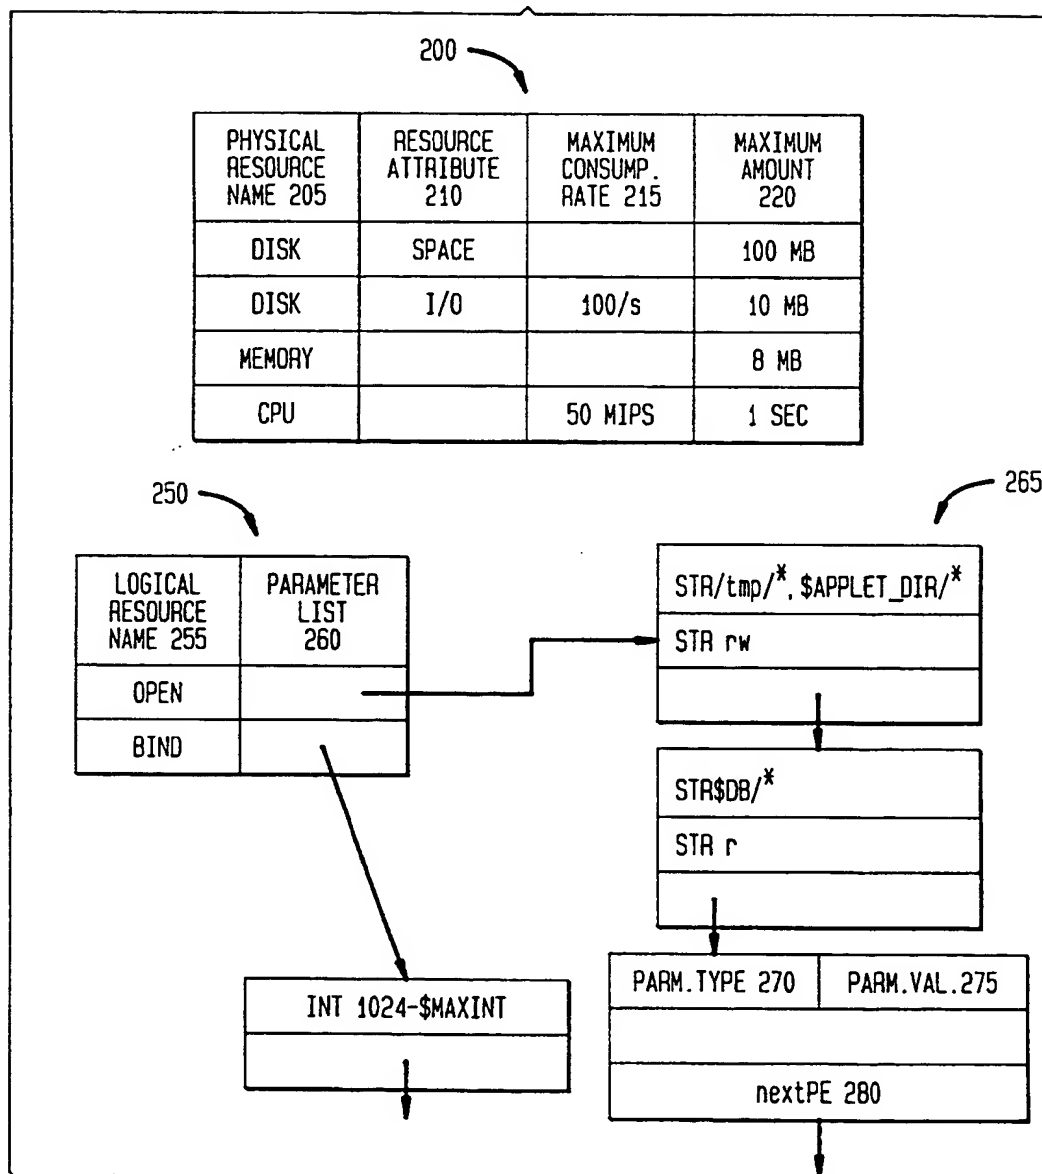 200
PHYSICAL RESOURCE NAME 205 RESOURCE ATTRIBUTE 210 MAXIMUM CONSUMP. RATE 215 MAXIMUM AMOUNT 220
DISK SPACE 100 MB
DISK I/O 100/s 10 MB
MEMORY 8 MB
CPU 50 MIPS 1 SEC
250
265
LOGICAL RESOURCE NAME 255 PARAMETER LIST 260
OPEN
BIND
STR/tmp/*, $APPLET_DIR/*
STR rw
STR$DB/*
STR r
PARM.TYPE 270 PARM.VAL.275
nextPE 280
INT 1024-$MAXINT